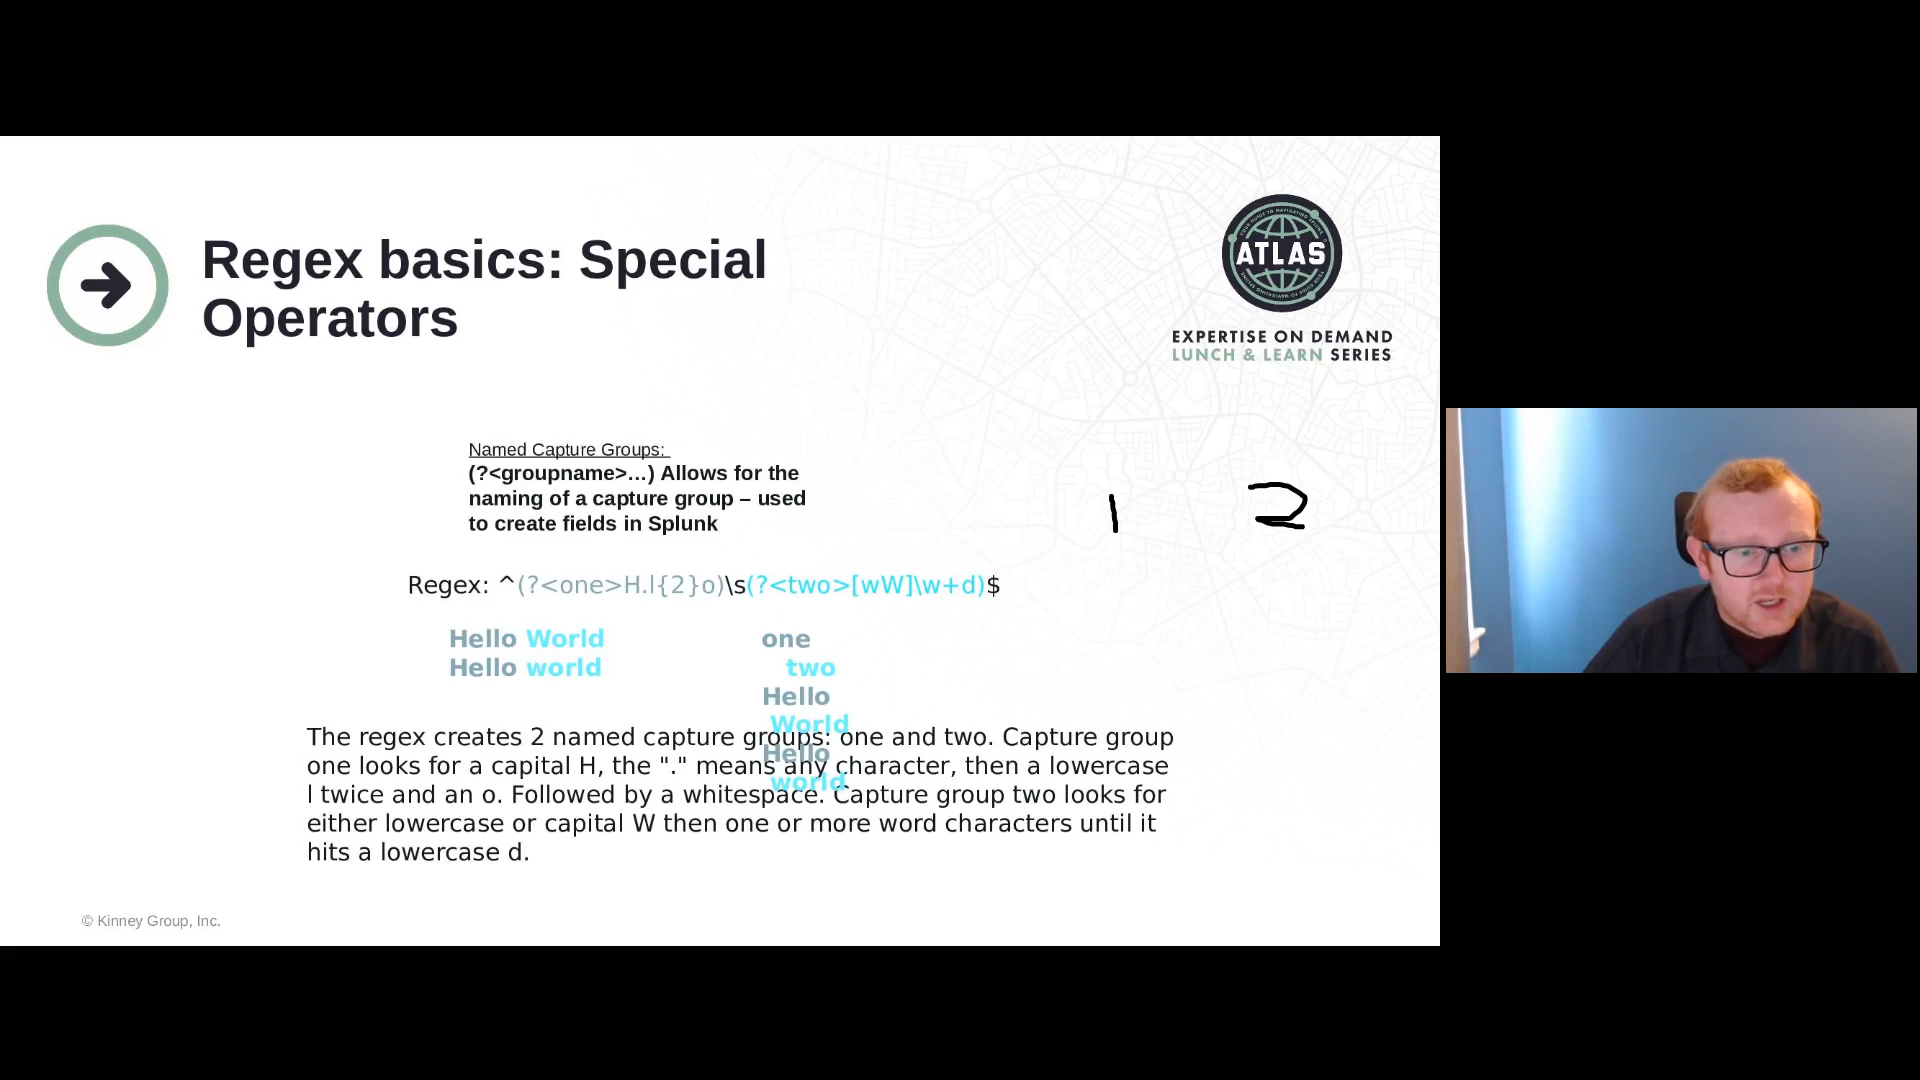 Regex basics: Special
Operators
ATLAS
EXPERTISE ON DEMAND
LUNCH & LEARN SERIES
Named Capture Groups:
(?<groupname>…) Allows for the
naming of a capture group – used
to create fields in Splunk
1 2
Regex: ^(?<one>H.l{2}o)\s(?<two>[wW]\w+d)$
Hello World
Hello world
one
two
Hello
World
Hello
world
The regex creates 2 named capture groups: one and two. Capture group
one looks for a capital H, the "." means any character, then a lowercase
l twice and an o. Followed by a whitespace. Capture group two looks for
either lowercase or capital W then one or more word characters until it
hits a lowercase d.
© Kinney Group, Inc.